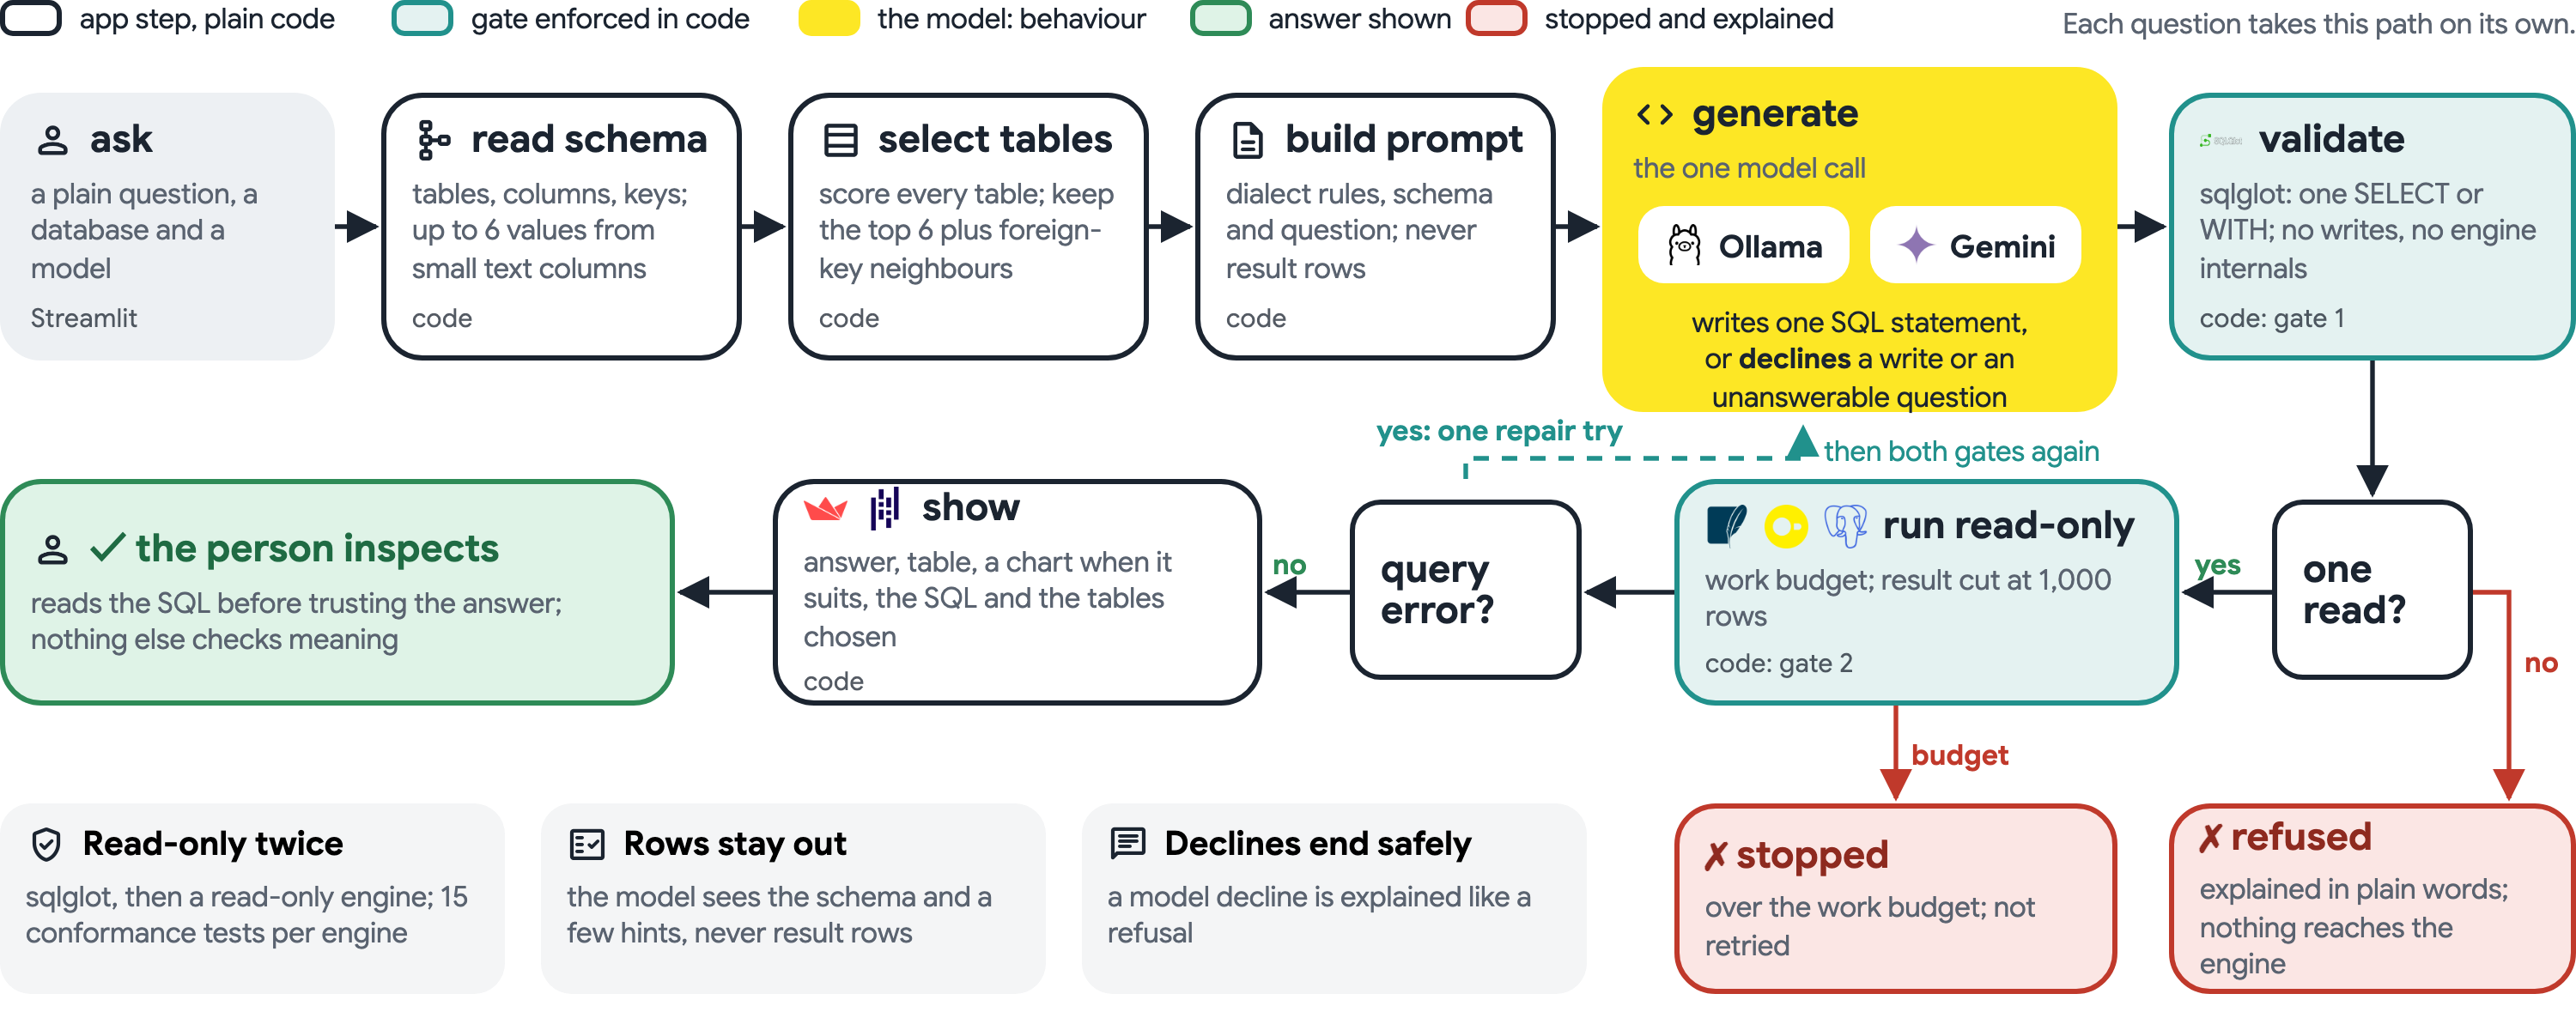 app step, plain code
gate enforced in code
the model: behaviour
answer shown
stopped and explained
Each question takes this path on its own.
ask
a plain question, a
database and a
model
Streamlit
read schema
tables, columns, keys;
up to 6 values from
small text columns
code
select tables
score every table; keep
the top 6 plus foreign-
key neighbours
code
build prompt
dialect rules, schema
and question; never
result rows
code
generate
the one model call
Ollama
Gemini
writes one SQL statement,
or declines a write or an
unanswerable question
validate
sqlglot: one SELECT or
WITH; no writes, no engine
internals
code: gate 1
yes: one repair try
then both gates again
the person inspects
reads the SQL before trusting the answer;
nothing else checks meaning
show
answer, table, a chart when it
suits, the SQL and the tables
chosen
code
no
query
error?
run read-only
work budget; result cut at 1,000
rows
code: gate 2
yes
one
read?
no
budget
Read-only twice
sqlglot, then a read-only engine; 15
conformance tests per engine
Rows stay out
the model sees the schema and a
few hints, never result rows
Declines end safely
a model decline is explained like a
refusal
✗ stopped
over the work budget; not
retried
✗ refused
explained in plain words;
nothing reaches the
engine